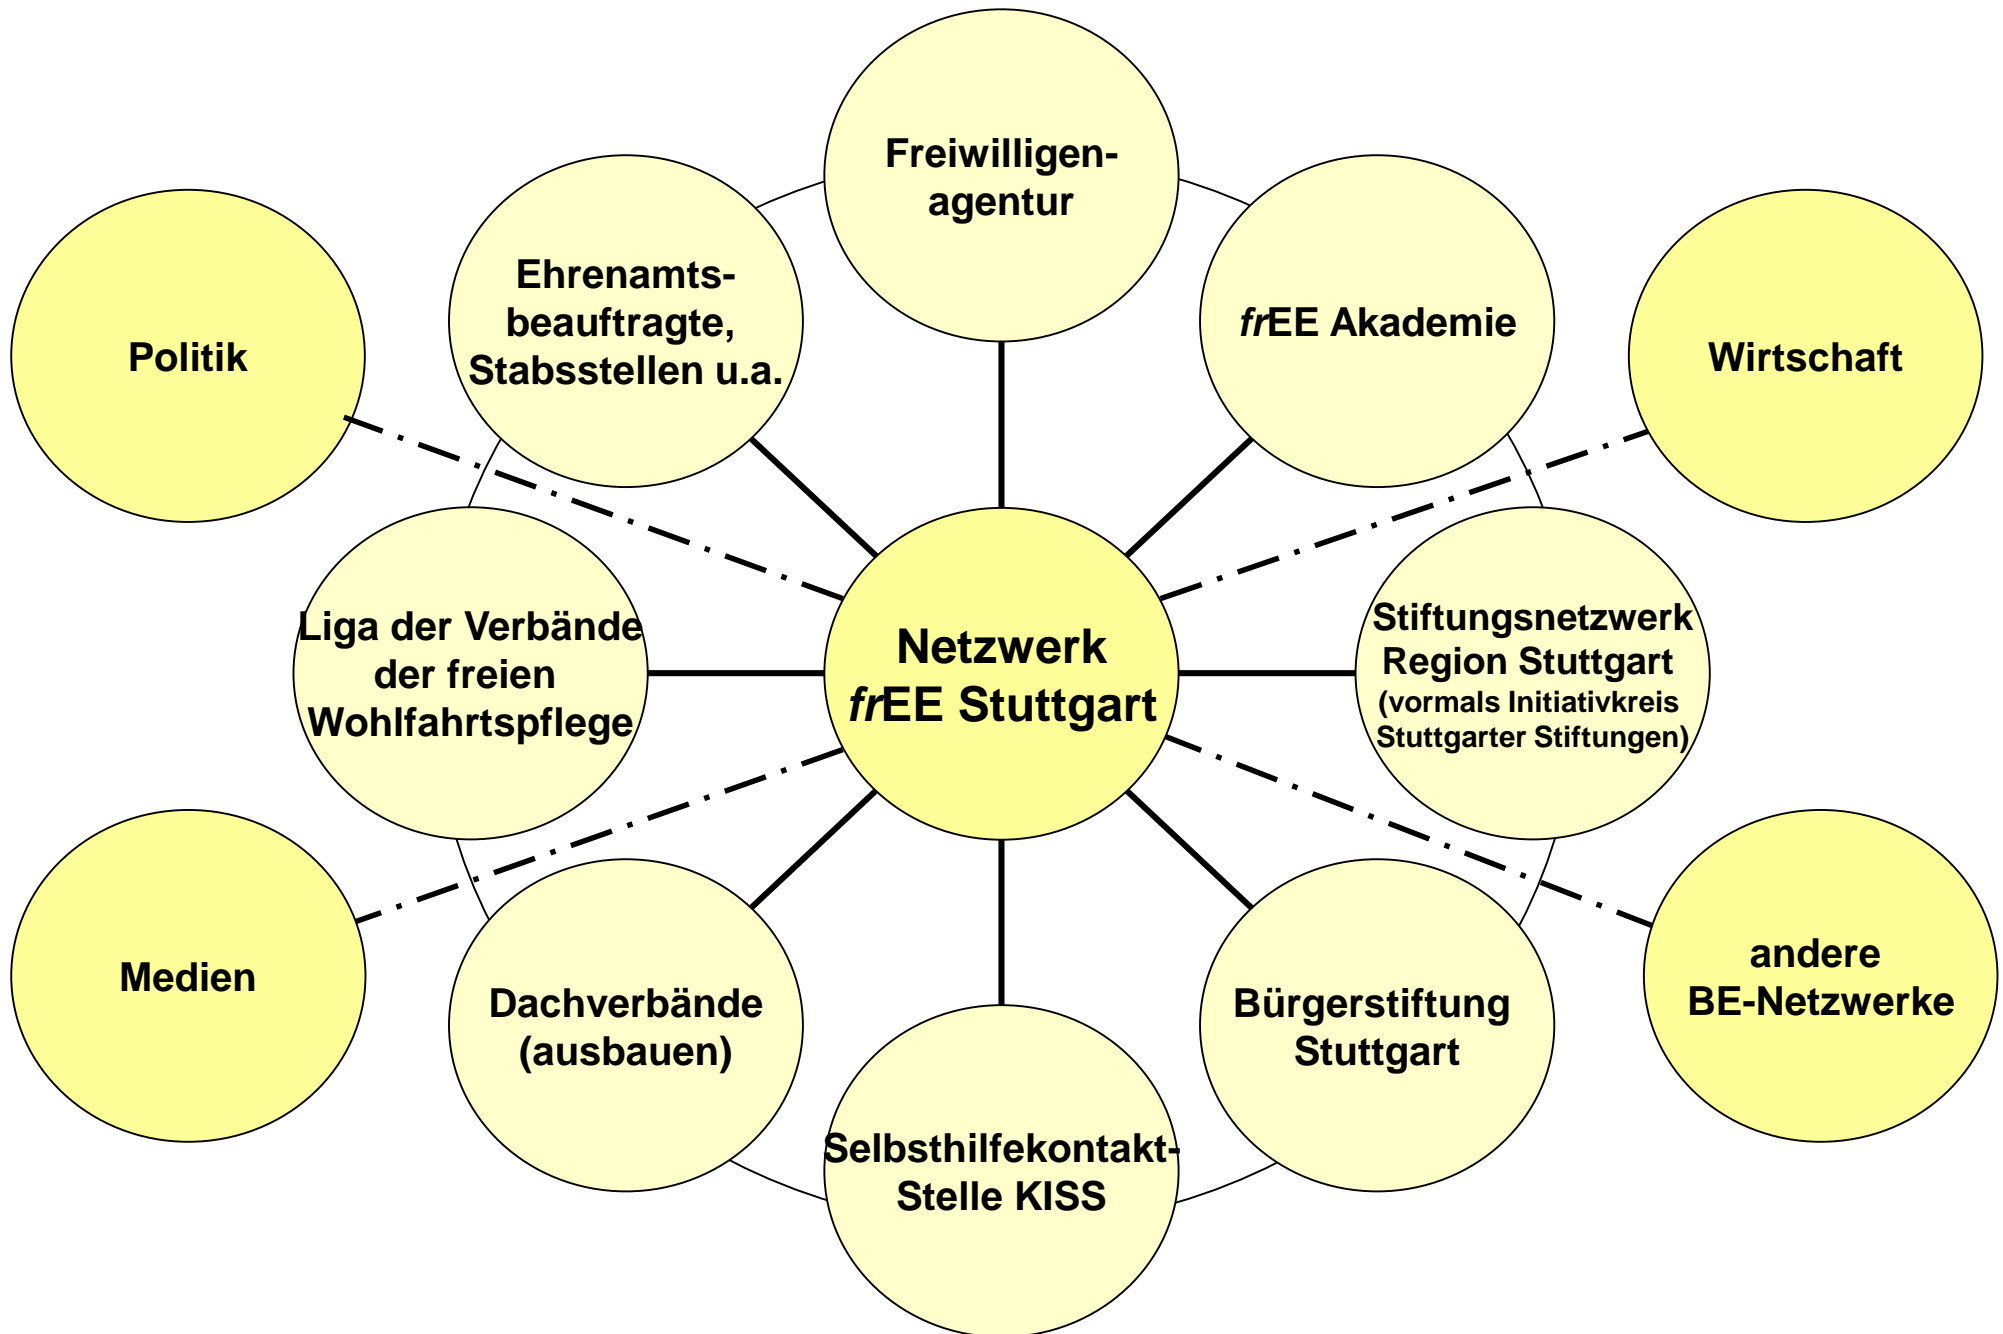 Freiwilligen-
agentur
Ehrenamts-
beauftragte,
Stabsstellen u.a.
frEE Akademie
Politik
Wirtschaft
Liga der Verbände
der freien
Wohlfahrtspflege
Netzwerk
frEE Stuttgart
Stiftungsnetzwerk
Region Stuttgart
(vormals Initiativkreis
Stuttgarter Stiftungen)
Medien
Dachverbände
(ausbauen)
Selbsthilfekontakt-
Stelle KISS
Bürgerstiftung
Stuttgart
andere
BE-Netzwerke